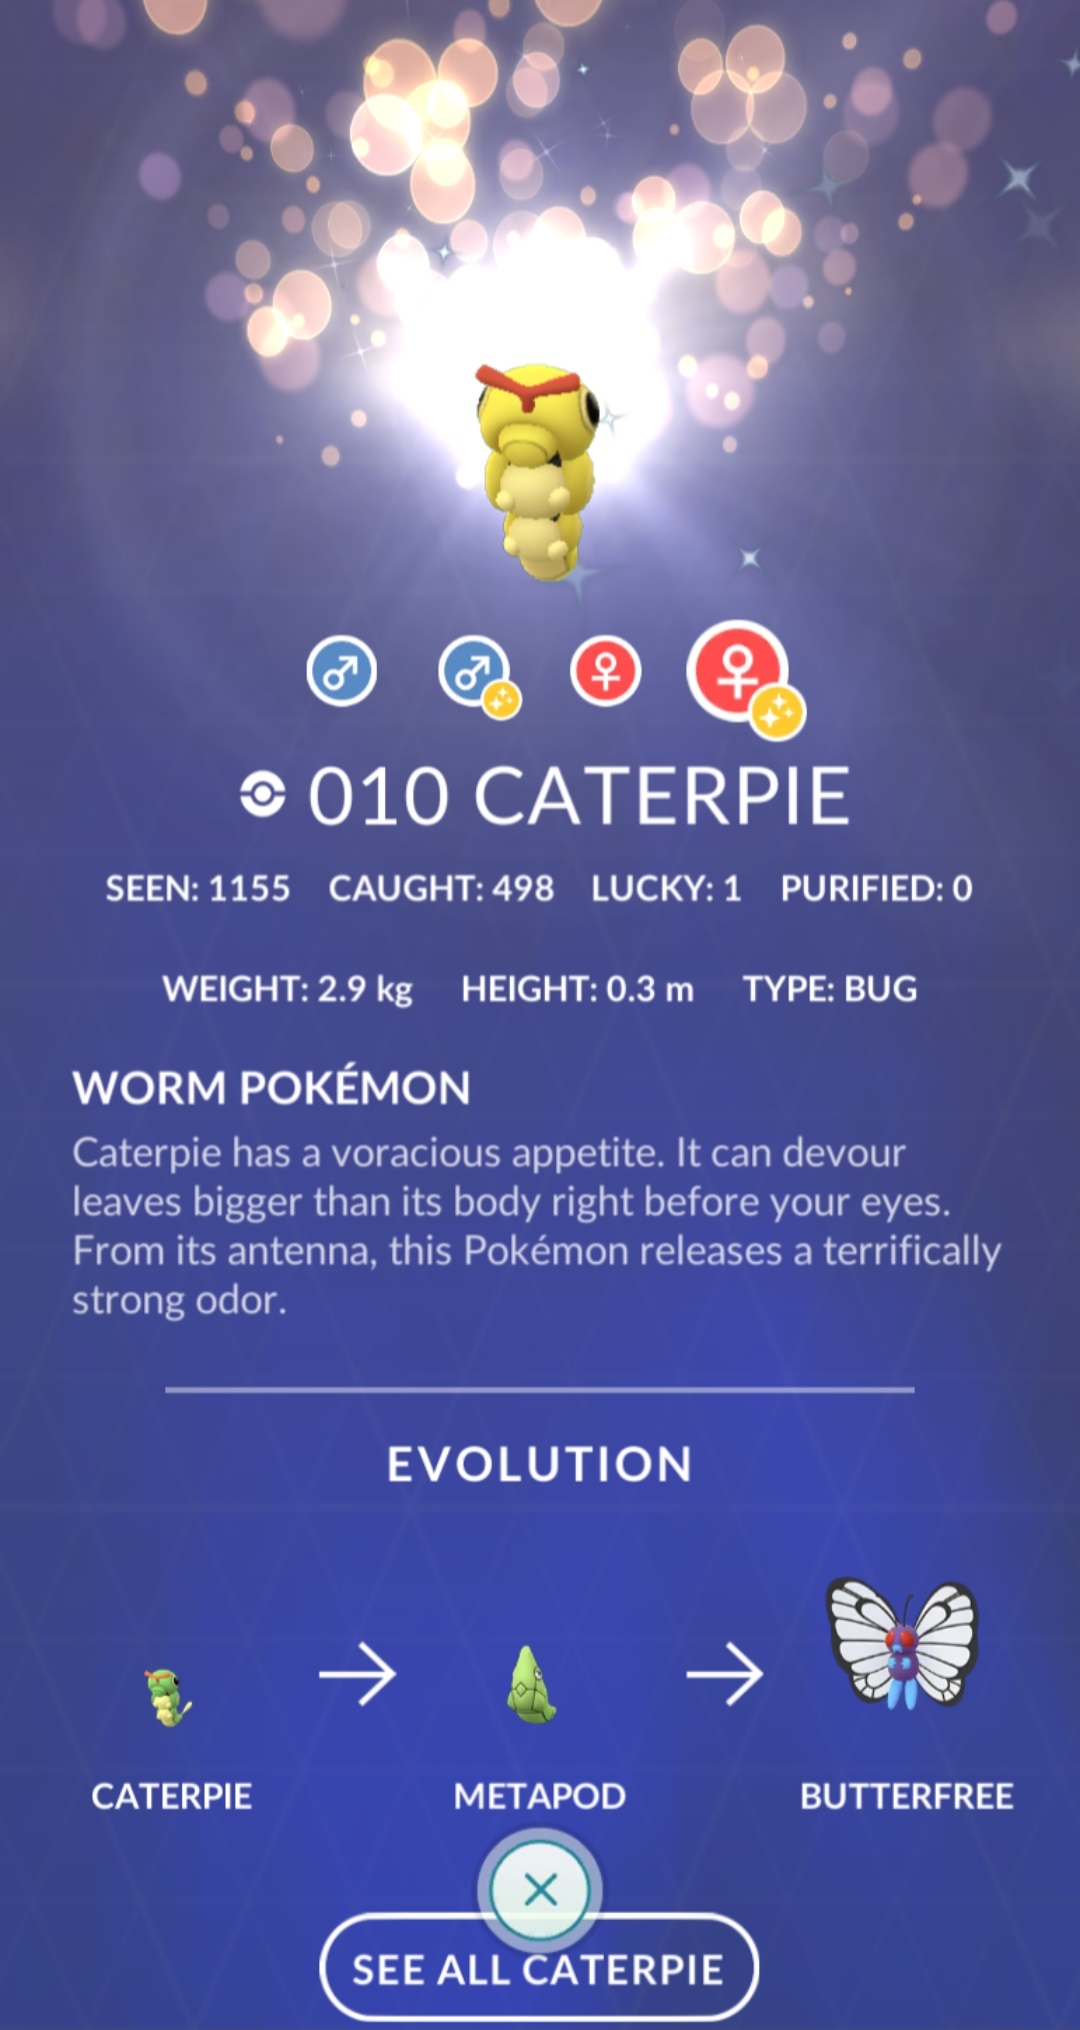 010 CATERPIE
SEEN: 1155 CAUGHT: 498 LUCKY: 1 PURIFIED: 0
WEIGHT: 2.9 kg HEIGHT: 0.3 m TYPE: BUG
WORM POKÉMON
Caterpie has a voracious appetite. It can devour
leaves bigger than its body right before your eyes.
From its antenna, this Pokémon releases a terrifically
strong odor.
EVOLUTION
CATERPIE METAPOD BUTTERFREE
SEE ALL CATERPIE